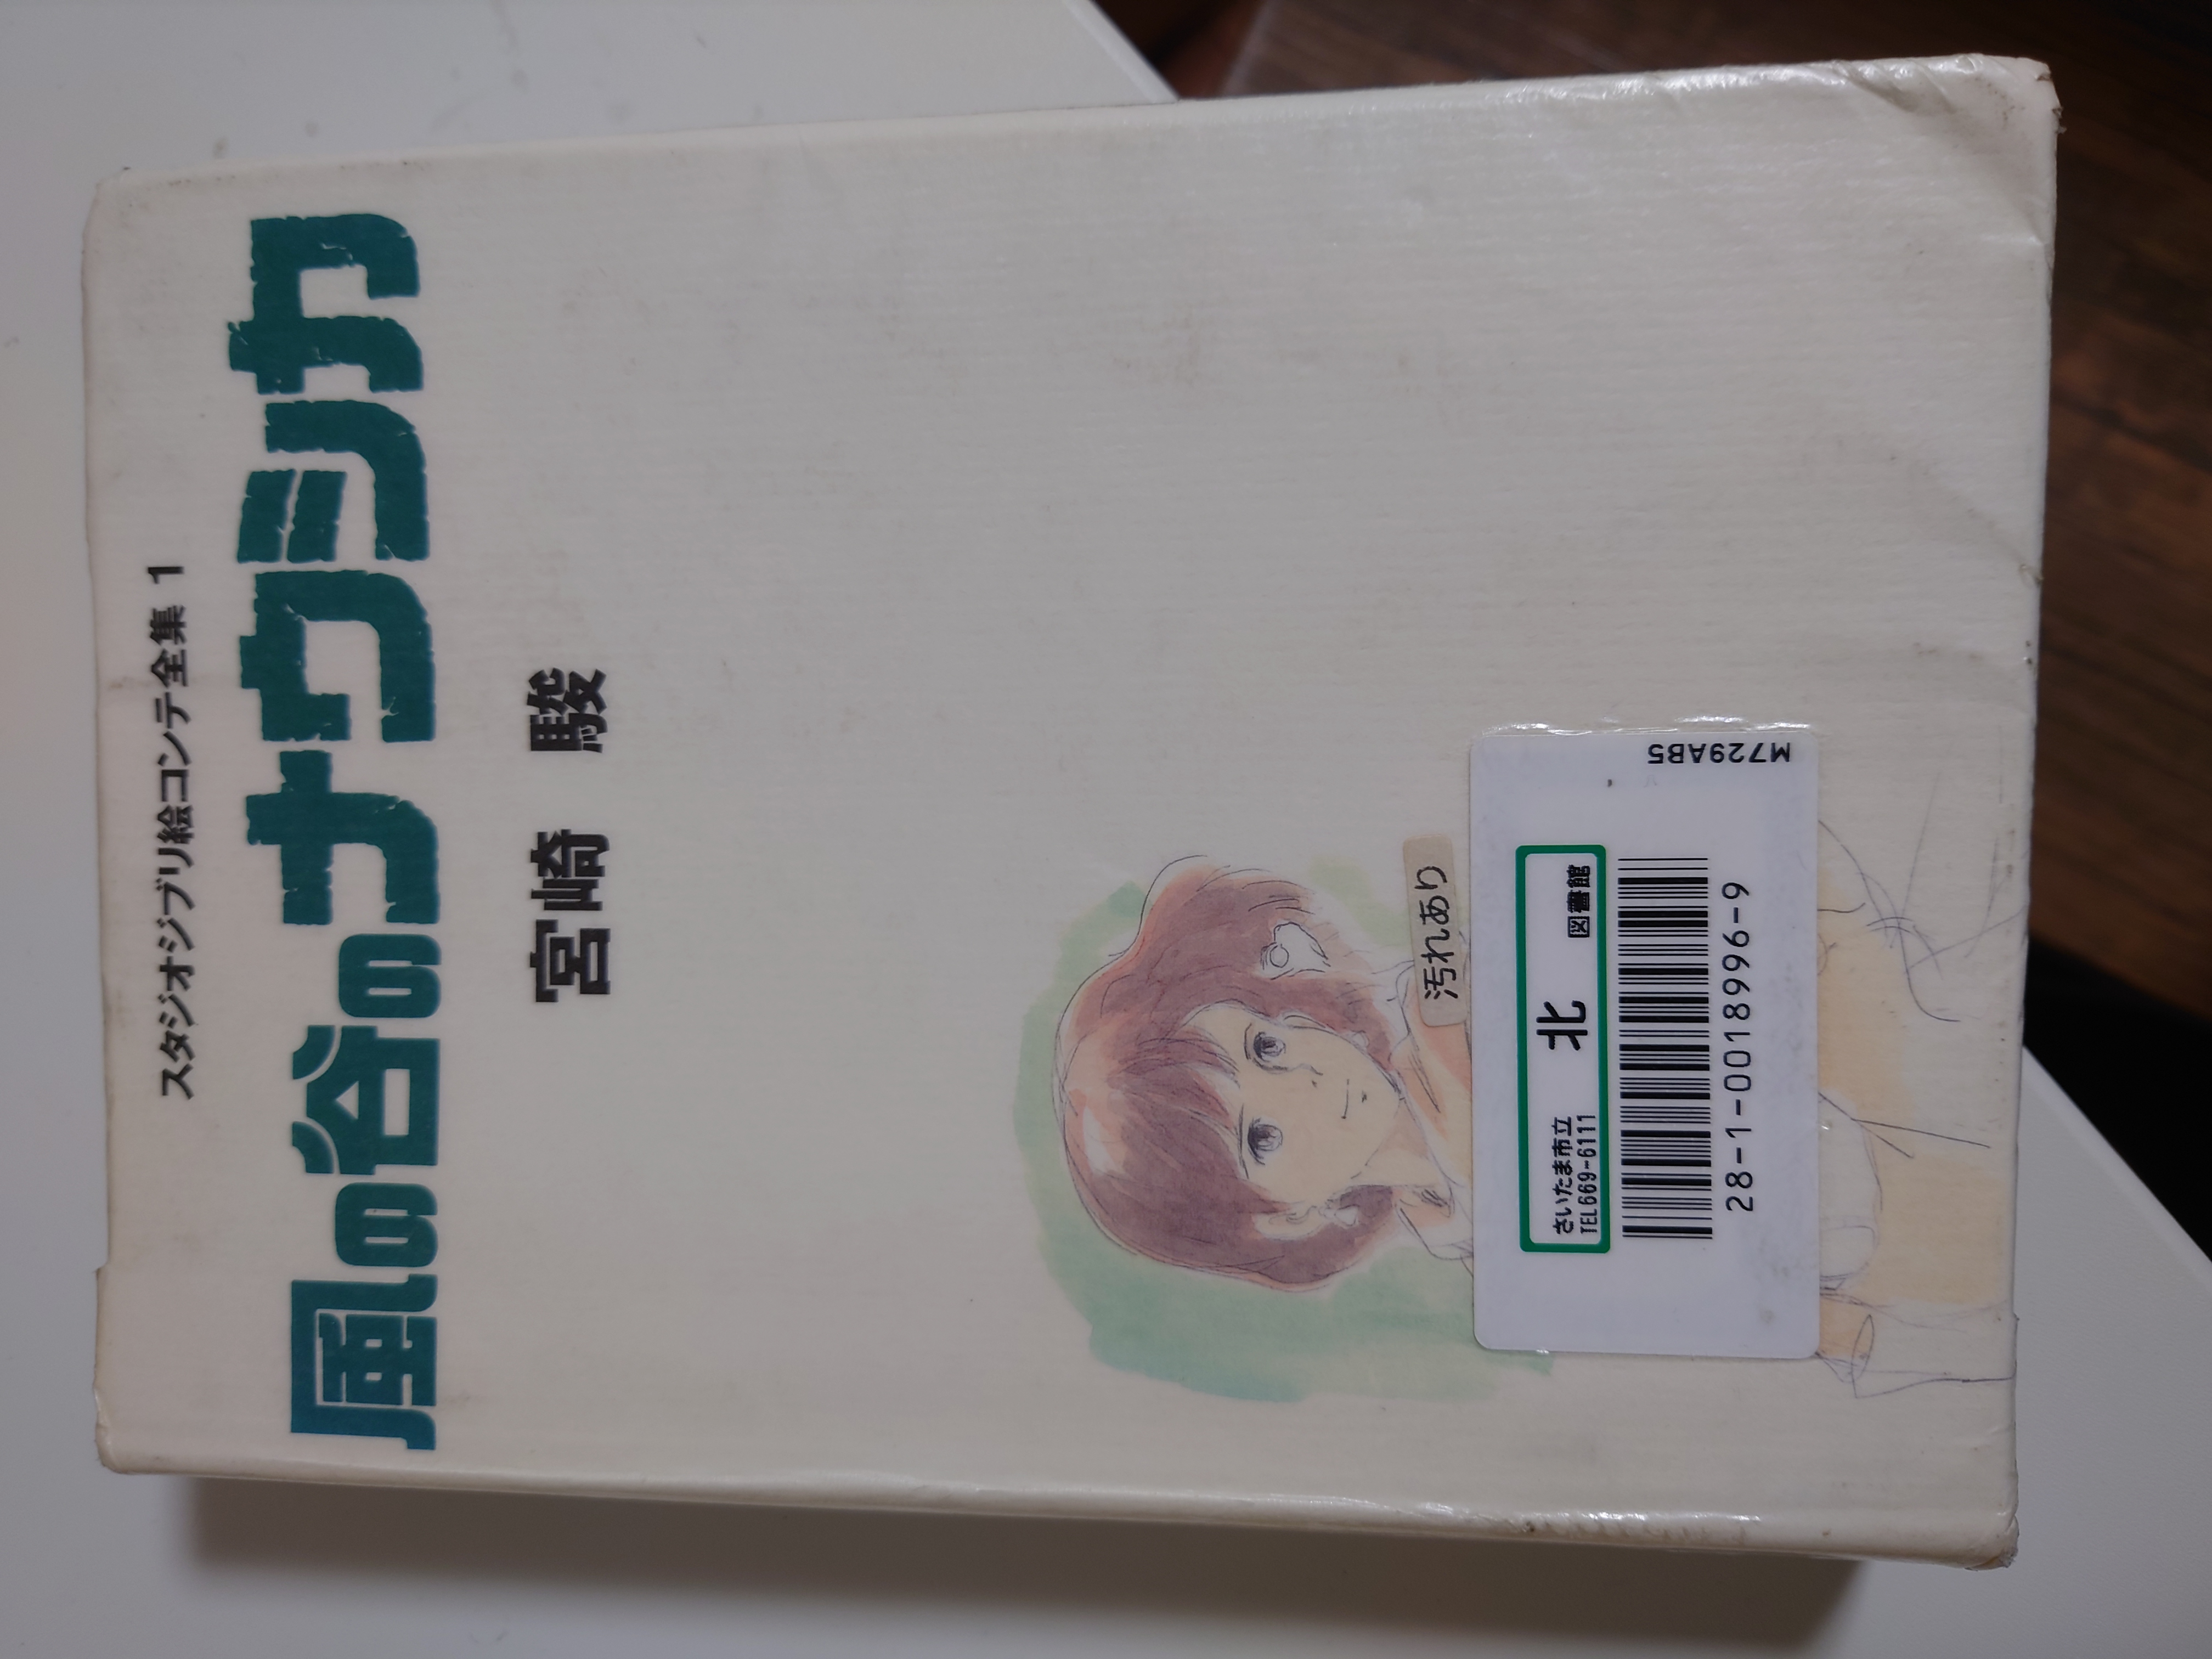 スタジオジブリ絵コンテ全集 1
風の谷のナウシカ
宮崎 駿
汚れあり
さいたま市立 北 図書館
TEL669-6111
28-1-0018996-9
M729AB5